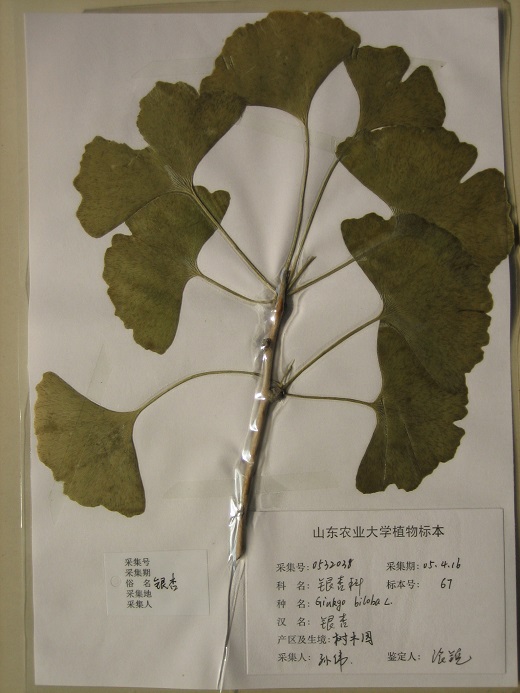 山东农业大学植物标本
采集号:0532038 采集期:05.4.16
科 名:银杏科 标本号: 67
种 名:Ginkgo biloba L.
汉 名:银杏
产区及生境:树木园
采集人:孙伟 鉴定人:
采集号
采集期
俗 名 银杏
采集地
采集人